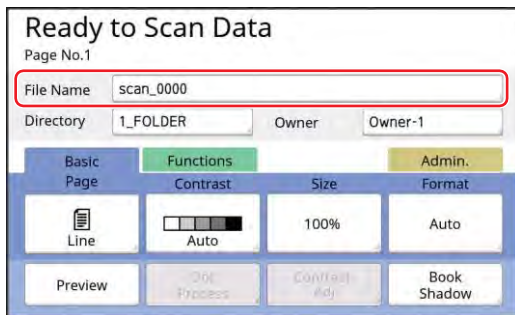 Ready to Scan Data
Page No.1
File Name scan_0000
Directory 1_FOLDER Owner Owner-1
Basic Functions Admin.
Page Contrast Size Format
Line Auto 100% Auto
Preview Dot Process Contrast Adj. Book Shadow